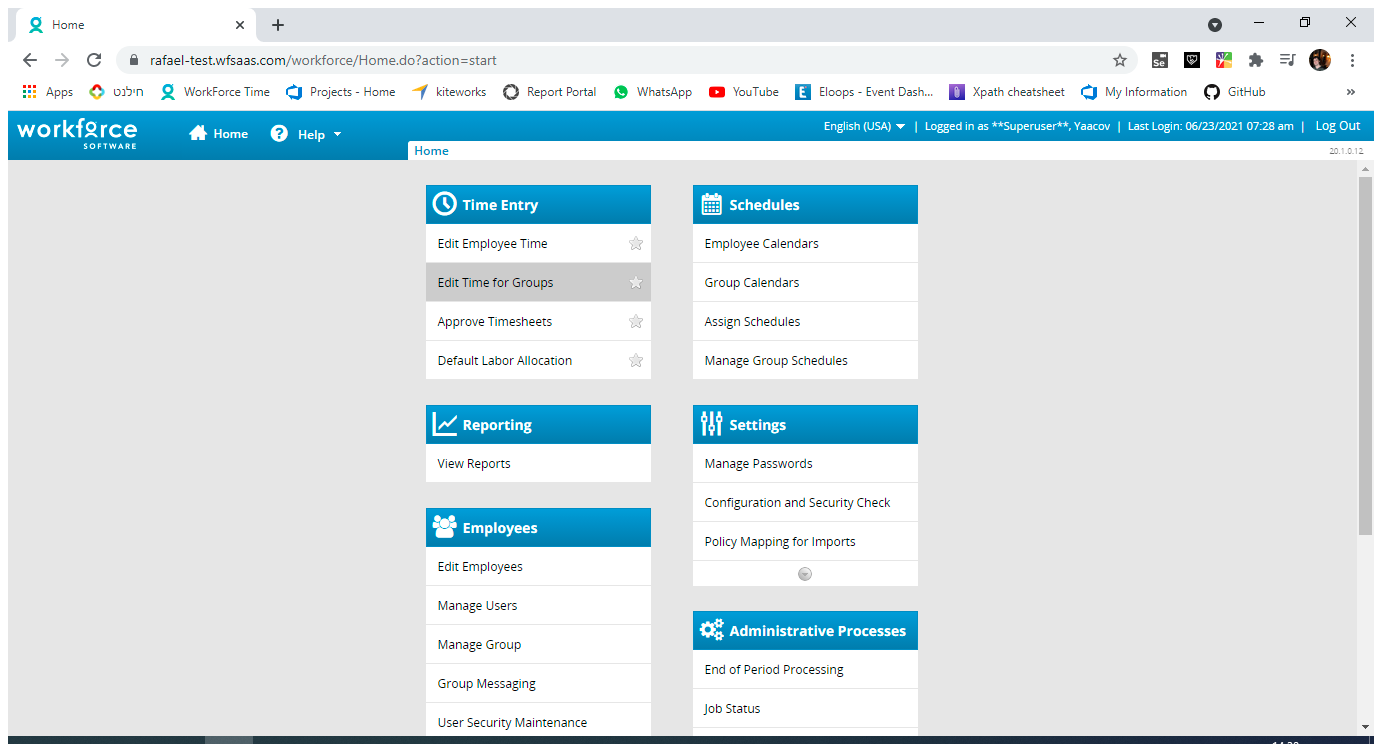 Home
rafael-test.wfsaas.com/workforce/Home.do?action=start
Se
Apps חילנט WorkForce Time Projects - Home kiteworks Report Portal WhatsApp YouTube E Eloops - Event Dash... Xpath cheatsheet My Information GitHub »
workforce SOFTWARE
Home ? Help
English (USA) | Logged in as **Superuser**, Yaacov | Last Login: 06/23/2021 07:28 am | Log Out
Home
20.1.0.12
Time Entry
Edit Employee Time
Edit Time for Groups
Approve Timesheets
Default Labor Allocation
Reporting
View Reports
Employees
Edit Employees
Manage Users
Manage Group
Group Messaging
User Security Maintenance
Schedules
Employee Calendars
Group Calendars
Assign Schedules
Manage Group Schedules
Settings
Manage Passwords
Configuration and Security Check
Policy Mapping for Imports
Administrative Processes
End of Period Processing
Job Status